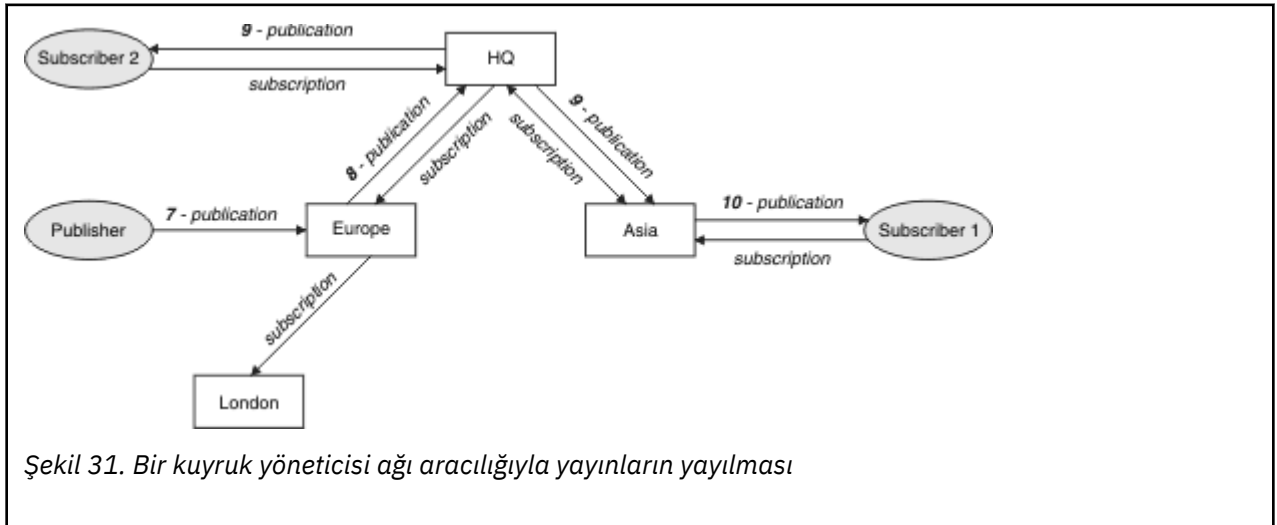 9 - publication
Subscriber 2
HQ
subscription
8 - publication
subscription
subscription
9 - publication
Publisher
7 - publication
Europe
Asia
10 - publication
Subscriber 1
subscription
subscription
London
Şekil 31. Bir kuyruk yöneticisi ağı aracılığıyla yayınların yayılması